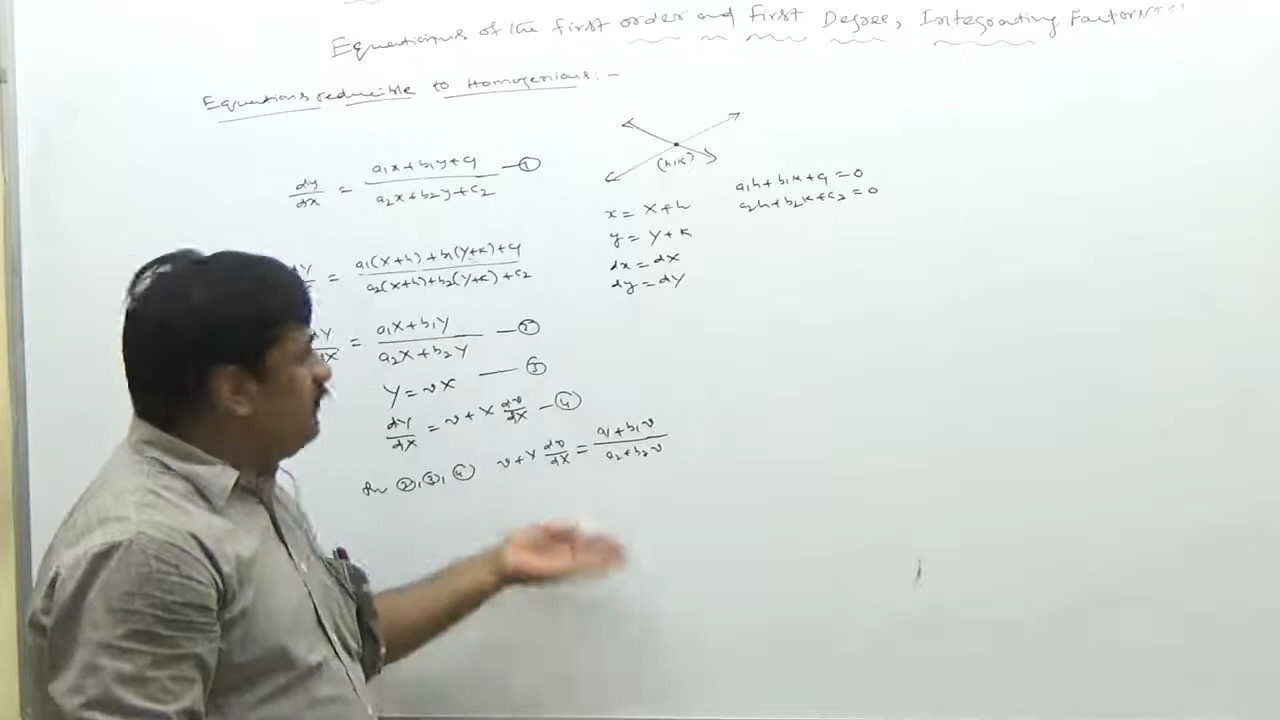 Equations of the first order and first Degree, Integrating Factors
Equations reducible to Homogenious:-
dy/dx = (a₁x+b₁y+c₁)/(a₂x+b₂y+c₂) —①
(h,k)
a₁h+b₁k+c₁=0
a₂h+b₂k+c₂=0
x = X+h
y = Y+k
dx = dX
dy = dY
= (a₁(X+h)+b₁(Y+k)+c₁)/(a₂(X+h)+b₂(Y+k)+c₂)
dY/dX = (a₁X+b₁Y)/(a₂X+b₂Y) —②
Y = vX —③
dY/dX = v+X dv/dX —④
②,③,④ v+X dv/dX = (a₁+b₁v)/(a₂+b₂v)